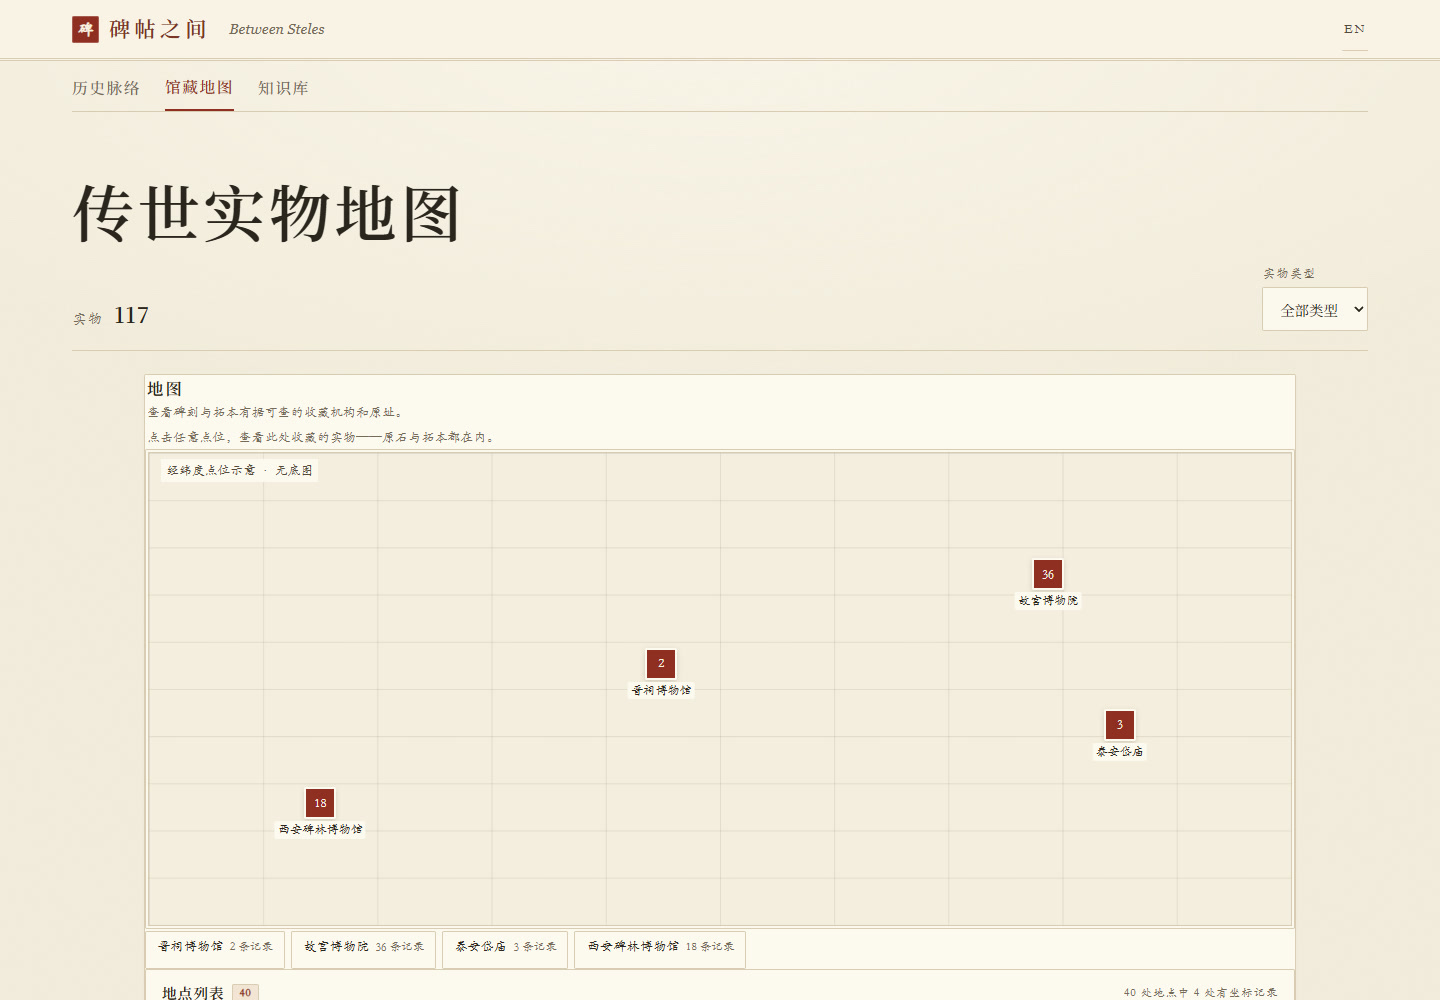 碑 碑帖之间 Between Steles EN
历史脉络 馆藏地图 知识库
传世实物地图
实物类型
实物 117 全部类型
地图
查看碑刻与拓本有据可查的收藏机构和原址。
点击任意点位，查看此处收藏的实物——原石与拓本都在内。
经纬度点位示意 · 无底图
36
故宫博物院
2
晋祠博物馆
3
泰安岱庙
18
西安碑林博物馆
晋祠博物馆 2 条记录 故宫博物院 36 条记录 泰安岱庙 3 条记录 西安碑林博物馆 18 条记录
地点列表 40 40 处地点中 4 处有坐标记录